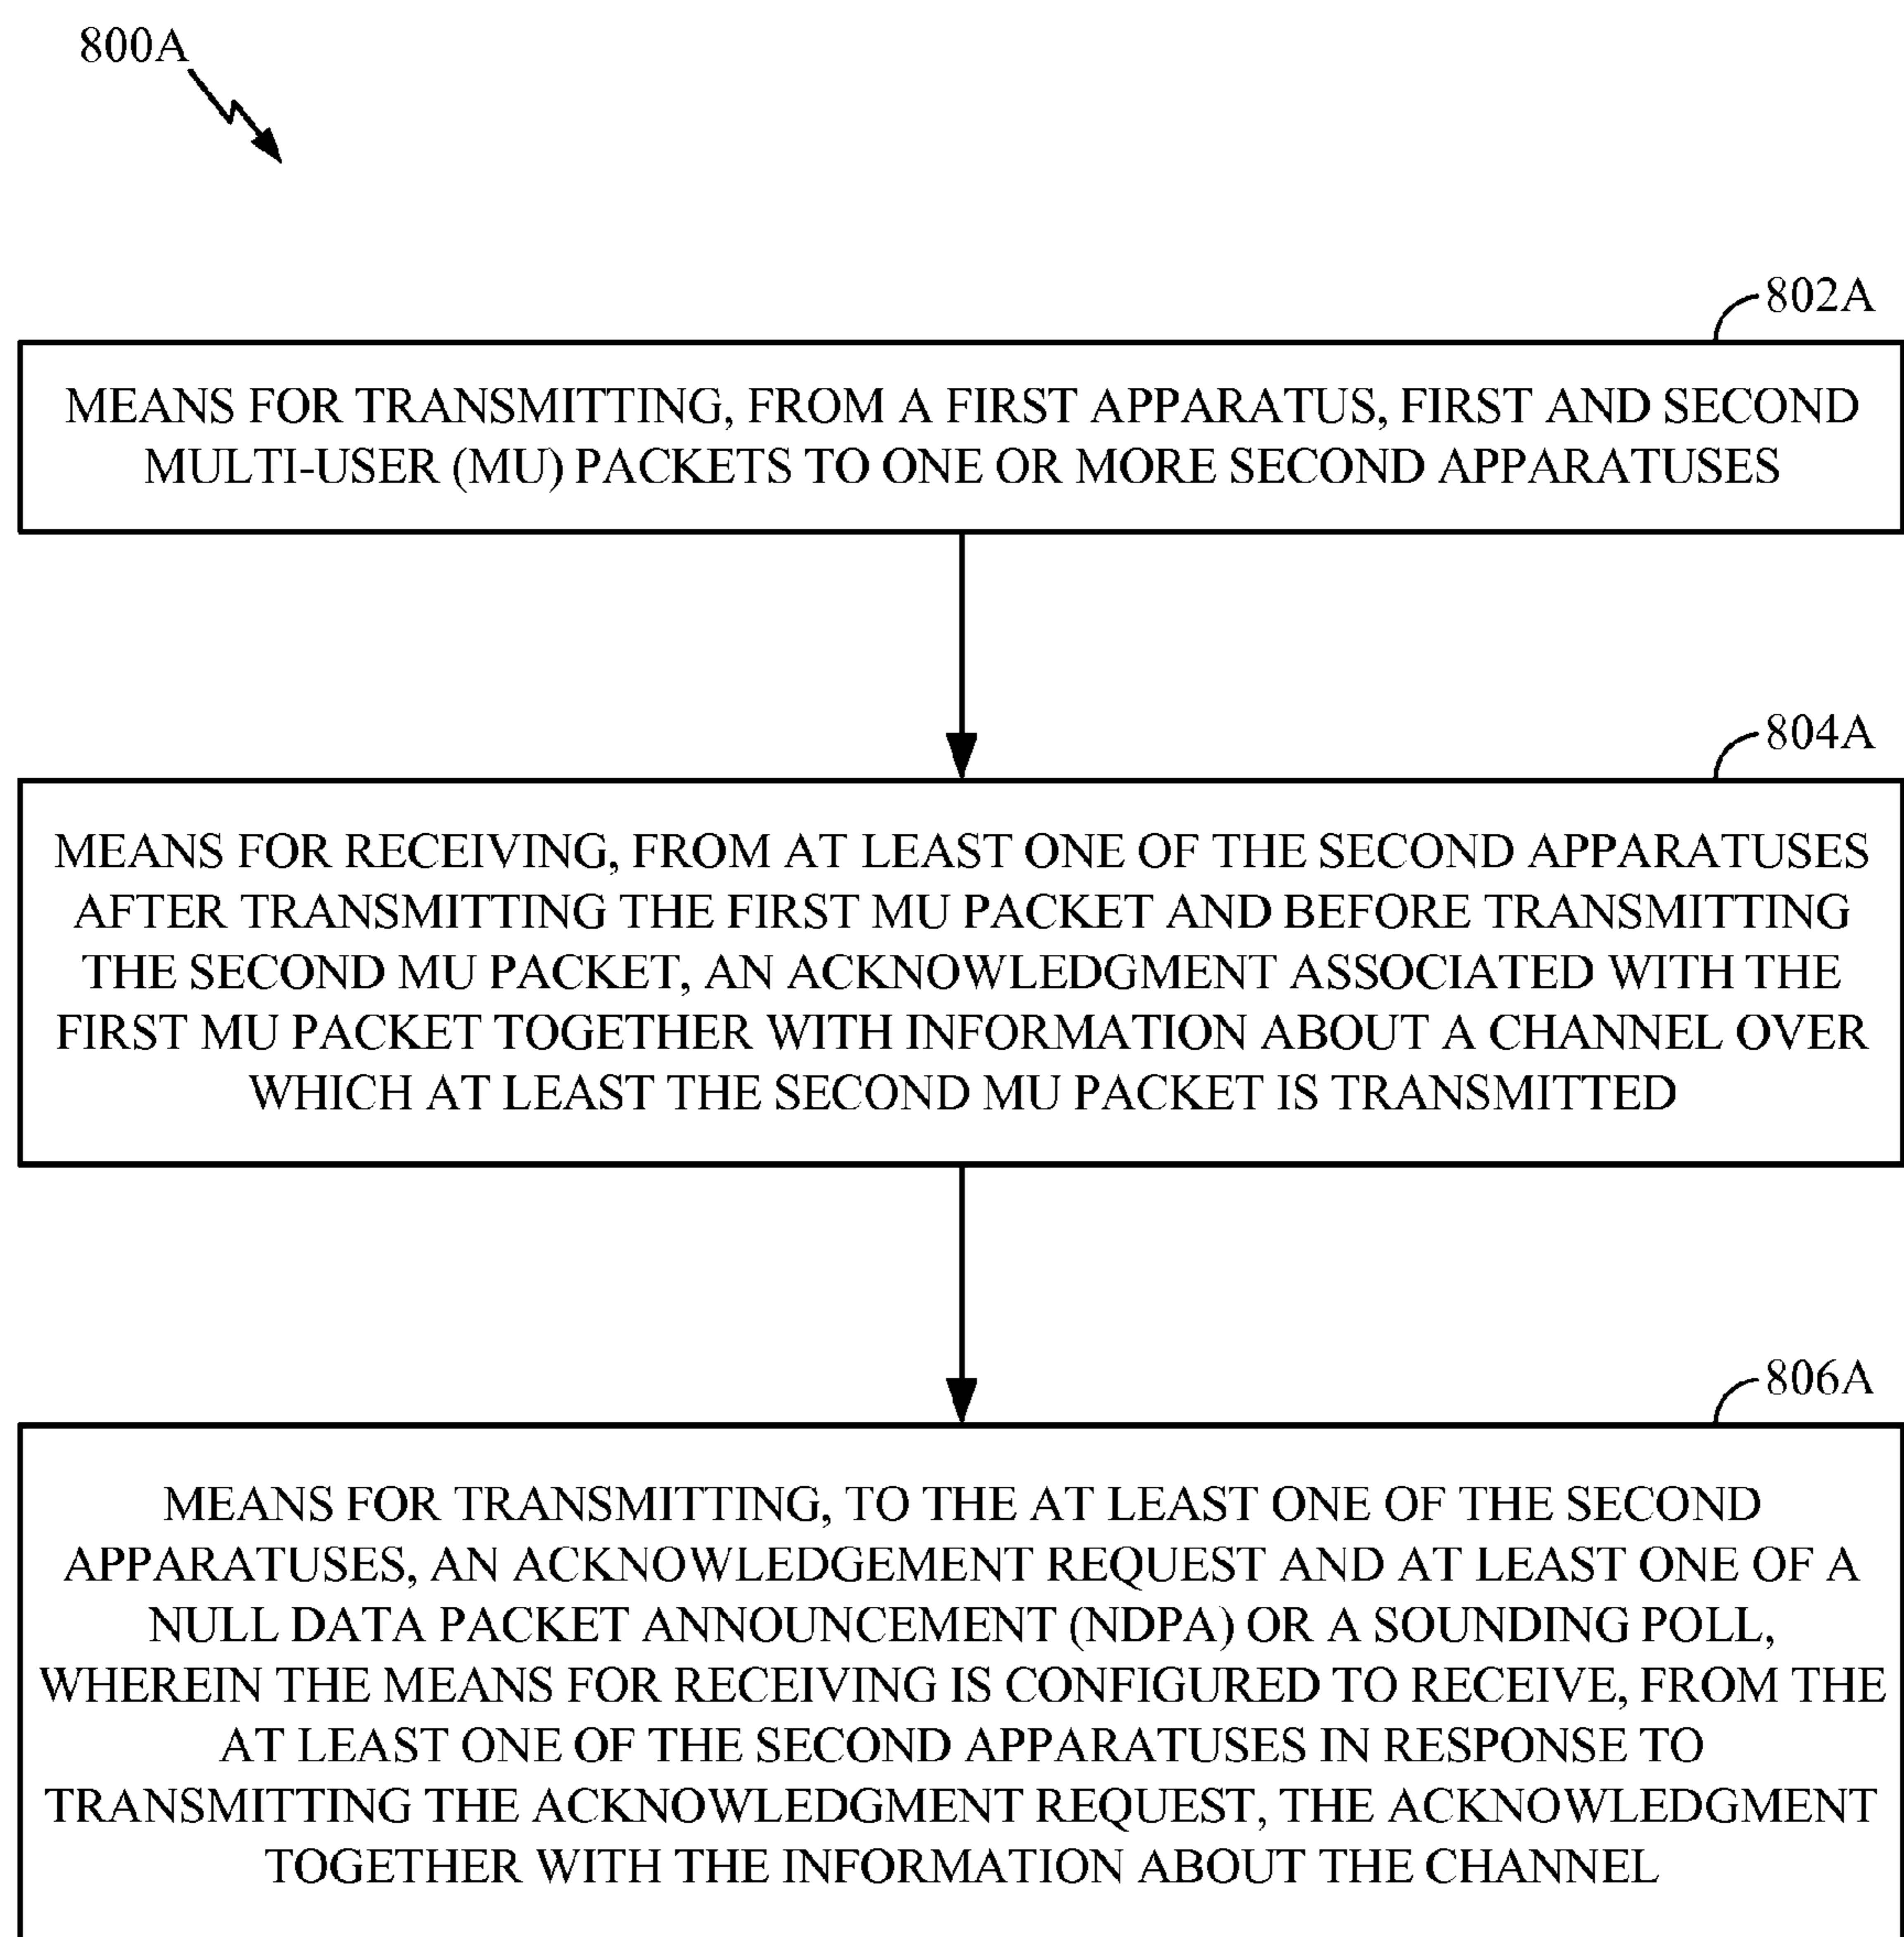 800A
802A
MEANS FOR TRANSMITTING, FROM A FIRST APPARATUS, FIRST AND SECOND
MULTI-USER (MU) PACKETS TO ONE OR MORE SECOND APPARATUSES
804A
MEANS FOR RECEIVING, FROM AT LEAST ONE OF THE SECOND APPARATUSES
AFTER TRANSMITTING THE FIRST MU PACKET AND BEFORE TRANSMITTING
THE SECOND MU PACKET, AN ACKNOWLEDGMENT ASSOCIATED WITH THE
FIRST MU PACKET TOGETHER WITH INFORMATION ABOUT A CHANNEL OVER
WHICH AT LEAST THE SECOND MU PACKET IS TRANSMITTED
806A
MEANS FOR TRANSMITTING, TO THE AT LEAST ONE OF THE SECOND
APPARATUSES, AN ACKNOWLEDGEMENT REQUEST AND AT LEAST ONE OF A
NULL DATA PACKET ANNOUNCEMENT (NDPA) OR A SOUNDING POLL,
WHEREIN THE MEANS FOR RECEIVING IS CONFIGURED TO RECEIVE, FROM THE
AT LEAST ONE OF THE SECOND APPARATUSES IN RESPONSE TO
TRANSMITTING THE ACKNOWLEDGMENT REQUEST, THE ACKNOWLEDGMENT
TOGETHER WITH THE INFORMATION ABOUT THE CHANNEL